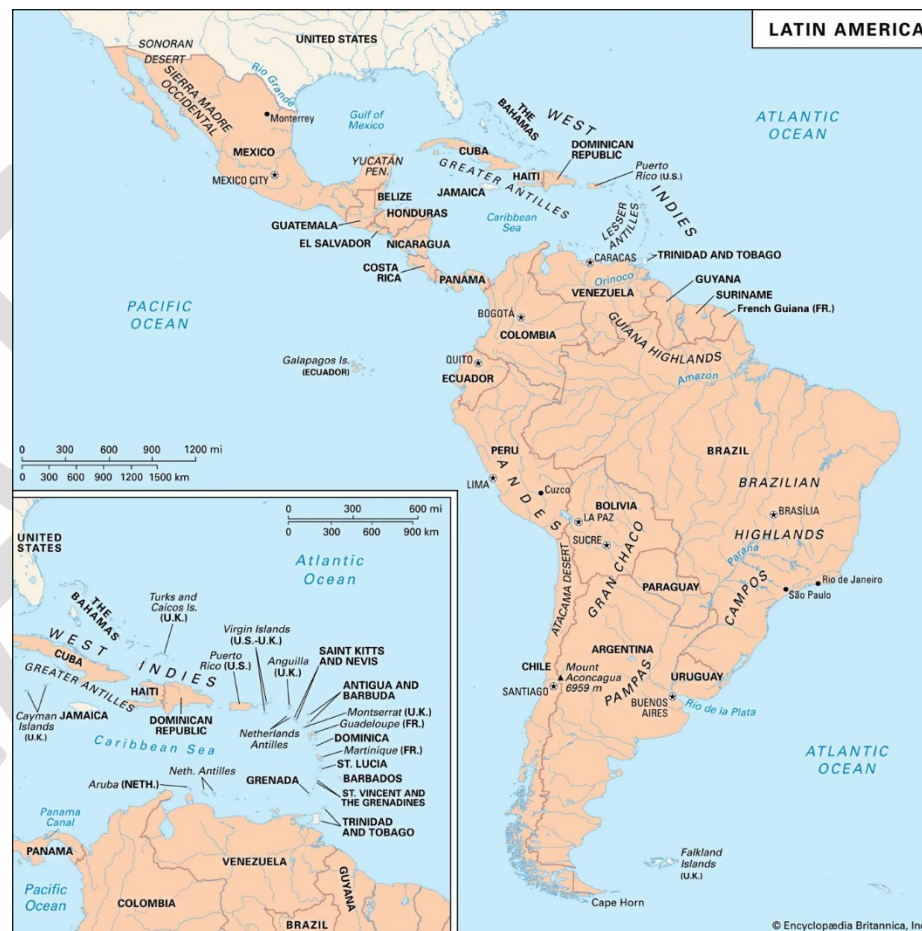 LATIN AMERICA
UNITED STATES
SONORAN
DESERT
SIERRA MADRE
OCCIDENTAL
Rio Grande
Monterrey
Gulf of
Mexico
MEXICO
MEXICO CITY
YUCATÁN
PEN.
THE
BAHAMAS
WEST
INDIES
ATLANTIC
OCEAN
CUBA
DOMINICAN
REPUBLIC
HAITI
Puerto
Rico (U.S.)
GREATER ANTILLES
JAMAICA
BELIZE
HONDURAS
GUATEMALA
EL SALVADOR
NICARAGUA
Caribbean
Sea
LESSER
ANTILLES
COSTA
RICA
PANAMA
CARACAS
TRINIDAD AND TOBAGO
Orinoco
VENEZUELA
GUYANA
SURINAME
French Guiana (FR.)
PACIFIC
OCEAN
BOGOTÁ
COLOMBIA
GUIANA HIGHLANDS
Galapagos Is.
(ECUADOR)
QUITO
ECUADOR
Amazon
PERU
ANDES
BRAZIL
LIMA
Cuzco
BRAZILIAN
HIGHLANDS
BOLIVIA
LA PAZ
SUCRE
BRASÍLIA
Paraná
ATACAMA DESERT
GRAN CHACO
PARAGUAY
CAMPOS
Rio de Janeiro
São Paulo
CHILE
ARGENTINA
Mount
Aconcagua
6959 m
SANTIAGO
PAMPAS
URUGUAY
BUENOS
AIRES
Rio de la Plata
ATLANTIC
OCEAN
Falkland
Islands
(U.K.)
Cape Horn
0 300 600 900 1200 mi
0 300 600 900 1200 1500 km
0 300 600 mi
0 300 600 900 km
UNITED
STATES
Atlantic
Ocean
THE
BAHAMAS
Turks and
Caicos Is.
(U.K.)
WEST INDIES
CUBA
Virgin Islands
(U.S.-U.K.)
Puerto
Rico (U.S.)
Anguilla
(U.K.)
SAINT KITTS
AND NEVIS
GREATER ANTILLES
HAITI
ANTIGUA AND
BARBUDA
Cayman
Islands
(U.K.)
JAMAICA
DOMINICAN
REPUBLIC
Netherlands
Antilles
Montserrat (U.K.)
Guadeloupe (FR.)
DOMINICA
Martinique (FR.)
Caribbean Sea
ST. LUCIA
Neth. Antilles
Aruba (NETH.)
GRENADA
BARBADOS
ST. VINCENT AND
THE GRENADINES
TRINIDAD
AND TOBAGO
Panama
Canal
PANAMA
VENEZUELA
GUYANA
Pacific
Ocean
COLOMBIA
BRAZIL
© Encyclopædia Britannica, Inc